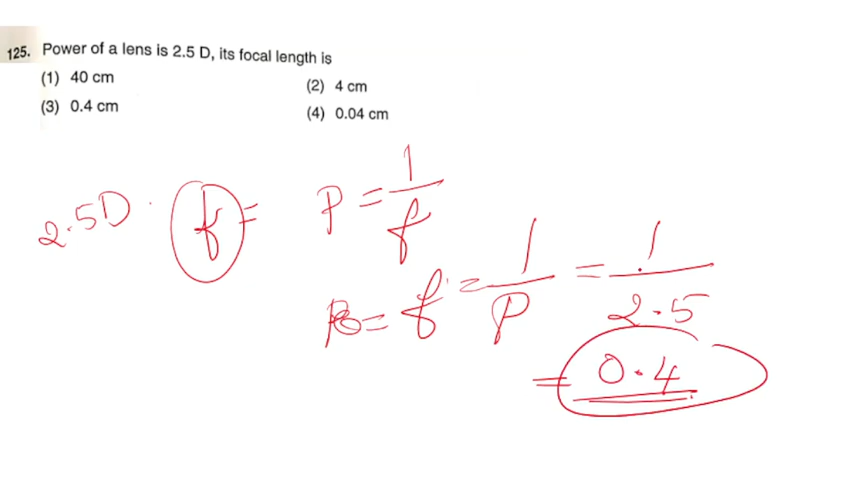 125. Power of a lens is 2.5 D, its focal length is
(1) 40 cm (2) 4 cm
(3) 0.4 cm (4) 0.04 cm
2.5D. f = P = 1/f
= f = 1/P = 1/2.5
= 0.4